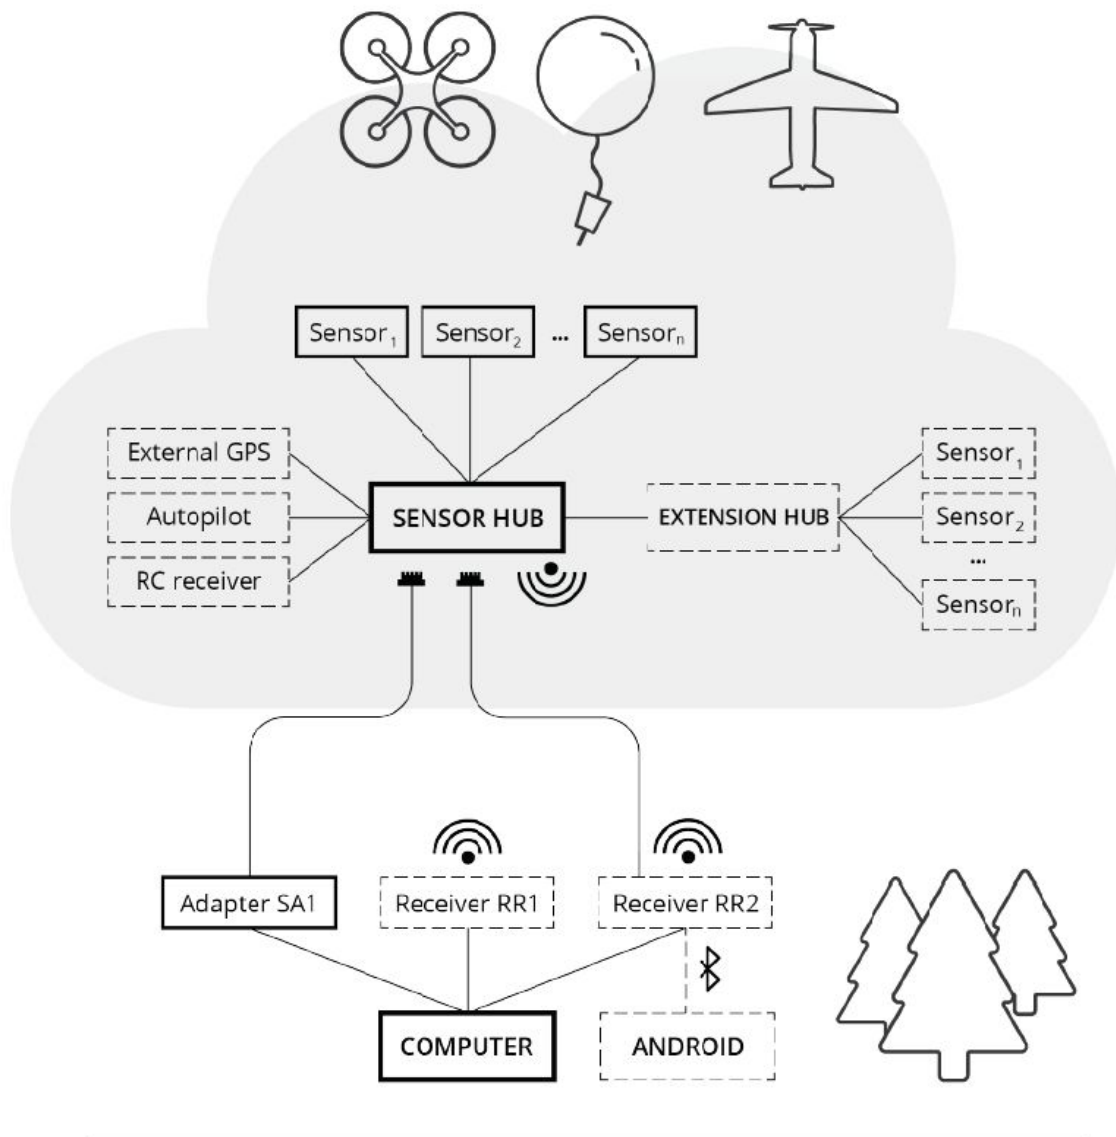 Sensor₁ Sensor₂ ... Sensorₙ
External GPS
Autopilot
RC receiver
SENSOR HUB
EXTENSION HUB
Sensor₁
Sensor₂
...
Sensorₙ
Adapter SA1
Receiver RR1
Receiver RR2
COMPUTER
ANDROID